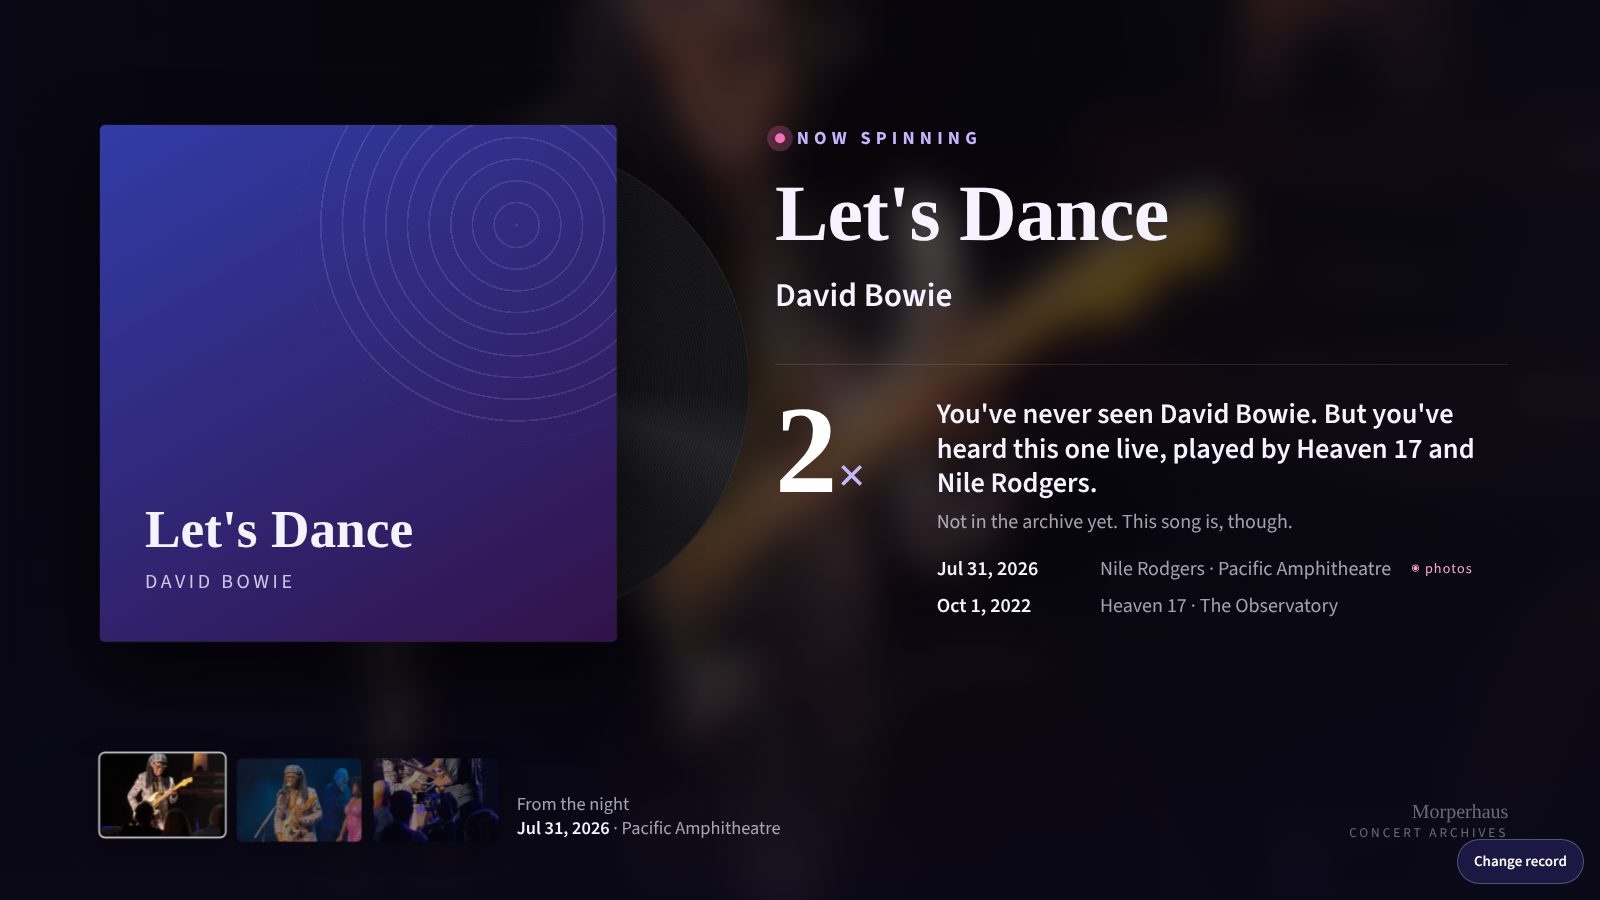 NOW SPINNING
Let's Dance
David Bowie
Let's Dance
DAVID BOWIE
2×
You've never seen David Bowie. But you've
heard this one live, played by Heaven 17 and
Nile Rodgers.
Not in the archive yet. This song is, though.
Jul 31, 2026 Nile Rodgers · Pacific Amphitheatre photos
Oct 1, 2022 Heaven 17 · The Observatory
From the night
Jul 31, 2026 · Pacific Amphitheatre
Morperhaus
CONCERT ARCHIVES
Change record